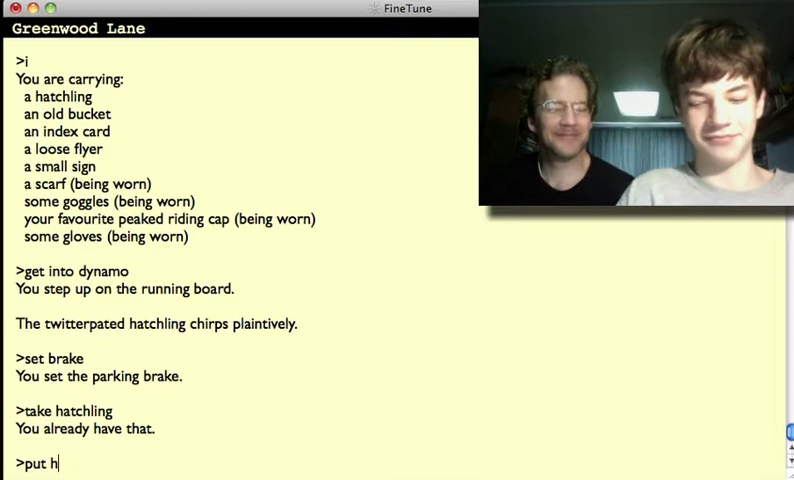 FineTune
Greenwood Lane
>i
You are carrying:
a hatchling
an old bucket
an index card
a loose flyer
a small sign
a scarf (being worn)
some goggles (being worn)
your favourite peaked riding cap (being worn)
some gloves (being worn)
>get into dynamo
You step up on the running board.
The twitterpated hatchling chirps plaintively.
>set brake
You set the parking brake.
>take hatchling
You already have that.
>put h